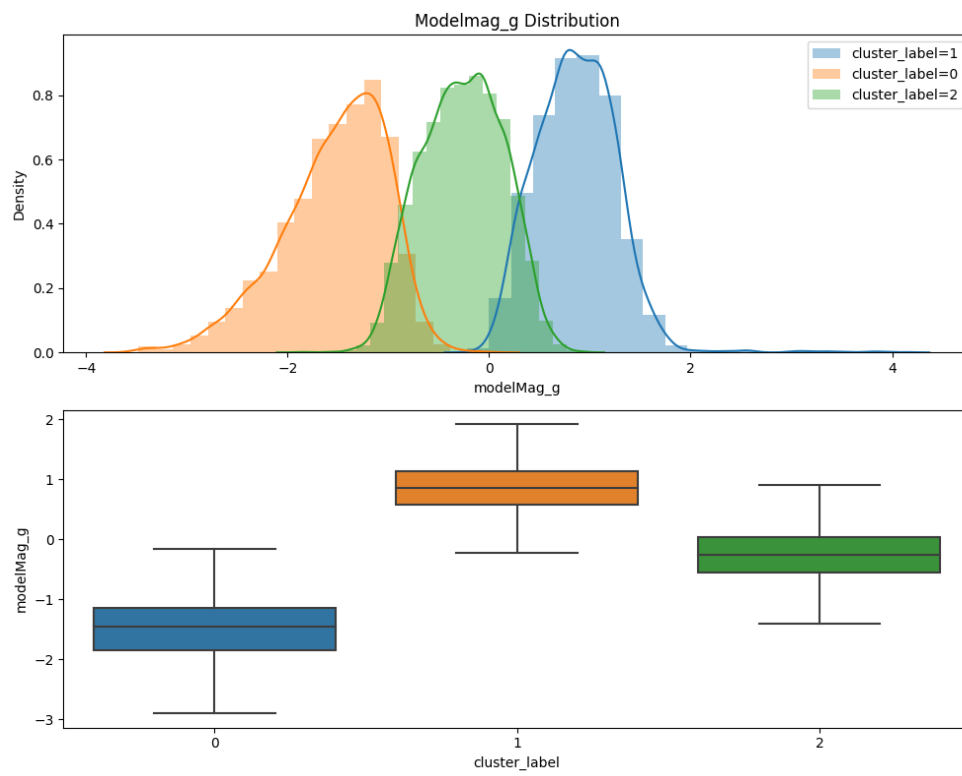 Modelmag_g Distribution
cluster_label=1
cluster_label=0
cluster_label=2
Density
0.8
0.6
0.4
0.2
0.0
−4
−2
0
2
4
modelMag_g
modelMag_g
2
1
0
−1
−2
−3
0
1
2
cluster_label